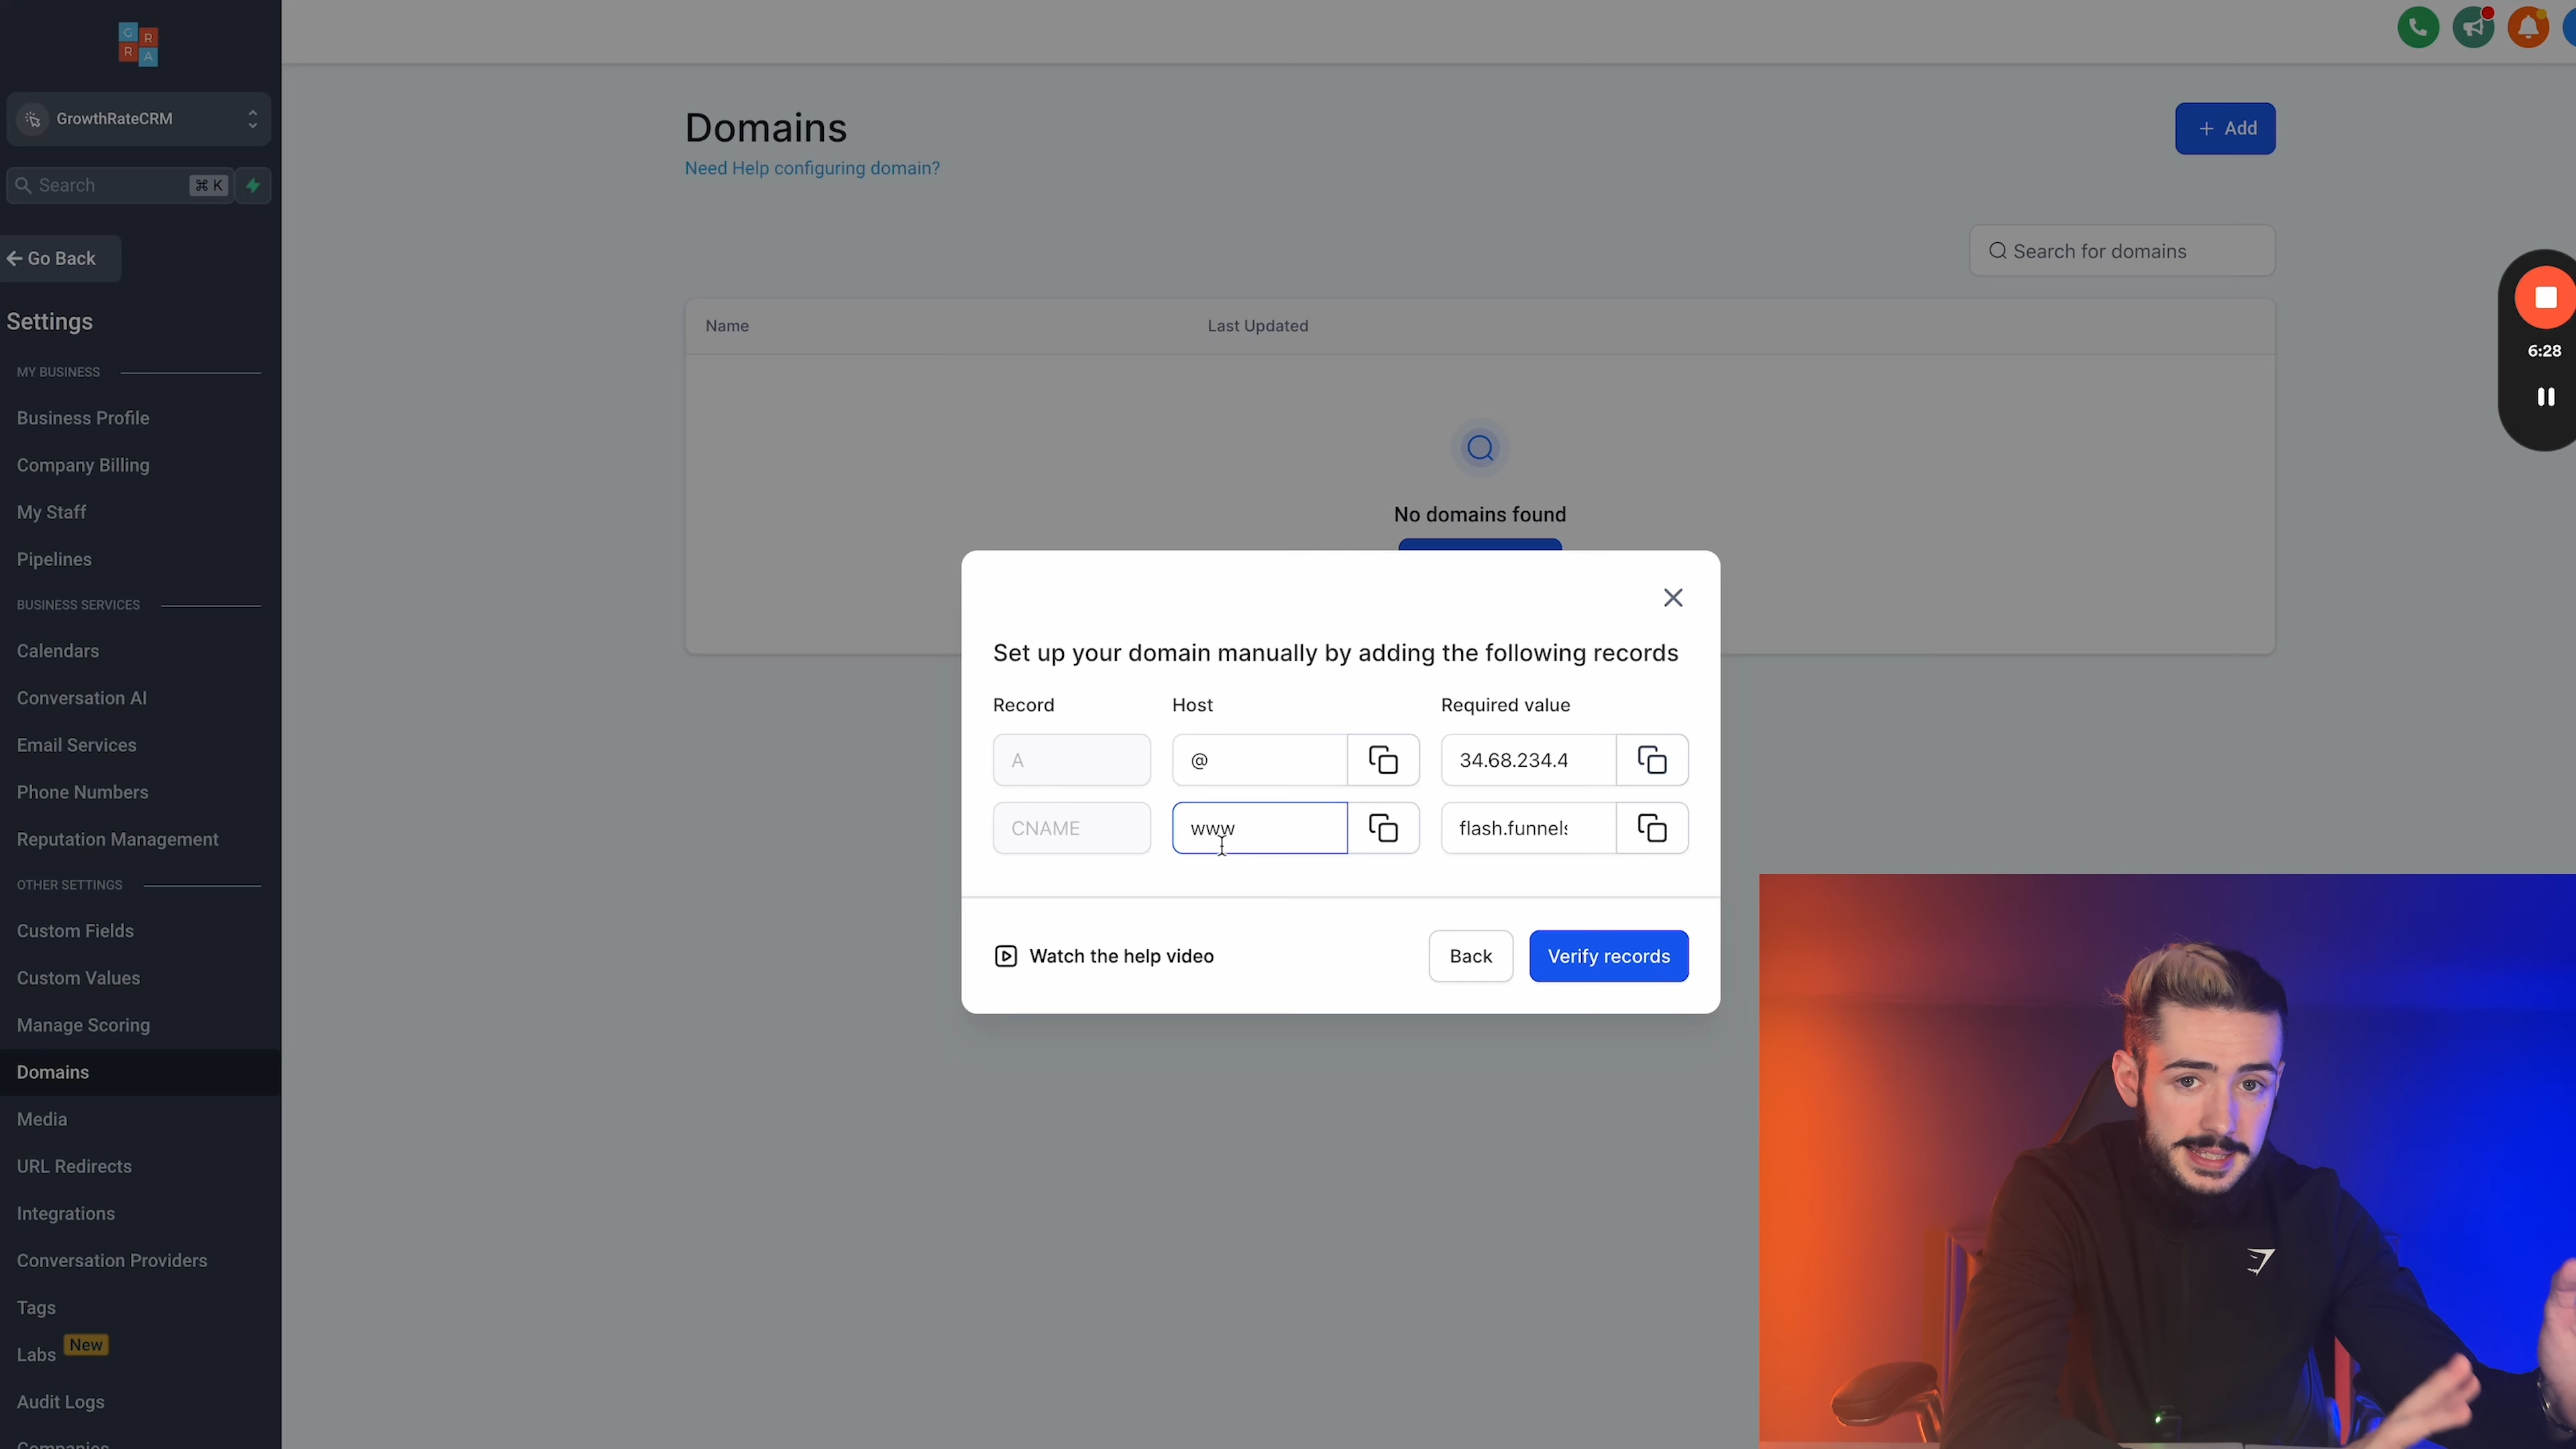 G
R
R
A
GrowthRateCRM
Search
⌘ K
Go Back
Settings
MY BUSINESS
Business Profile
Company Billing
My Staff
Pipelines
BUSINESS SERVICES
Calendars
Conversation AI
Email Services
Phone Numbers
Reputation Management
OTHER SETTINGS
Custom Fields
Custom Values
Manage Scoring
Domains
Media
URL Redirects
Integrations
Conversation Providers
Tags
Labs New
Audit Logs
Domains
Need Help configuring domain?
+ Add
Search for domains
Name Last Updated
No domains found
Set up your domain manually by adding the following records
Record Host Required value
A @ 34.68.234.4
CNAME www flash.funnels
Watch the help video
Back
Verify records
6:28